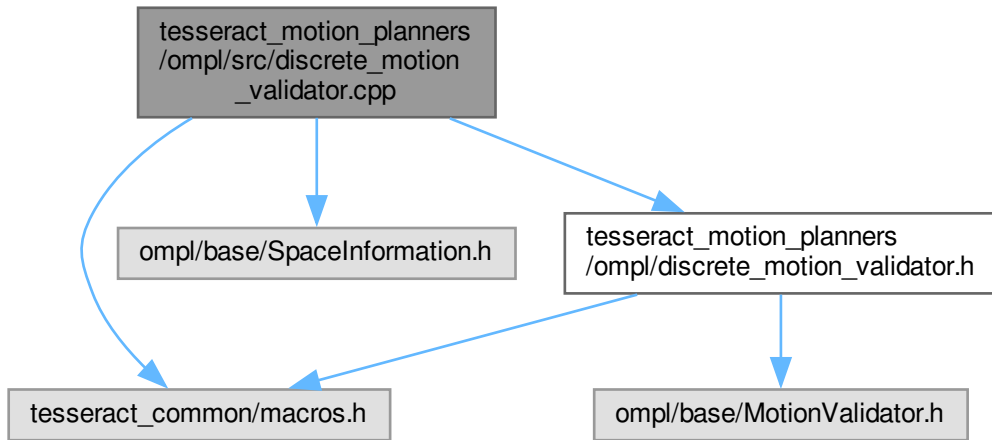 tesseract_motion_planners
/ompl/src/discrete_motion
_validator.cpp
ompl/base/SpaceInformation.h
tesseract_motion_planners
/ompl/discrete_motion_validator.h
tesseract_common/macros.h
ompl/base/MotionValidator.h